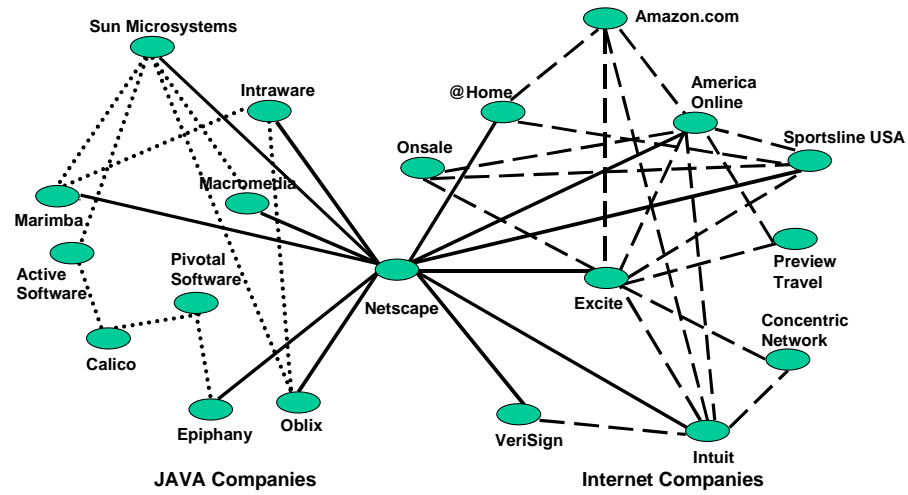 Sun Microsystems
Amazon.com
Intraware
@Home
America
Online
Onsale
Sportsline USA
Macromedia
Marimba
Active
Software
Pivotal
Software
Netscape
Excite
Preview
Travel
Calico
Concentric
Network
Epiphany
Oblix
VeriSign
Intuit
JAVA Companies
Internet Companies